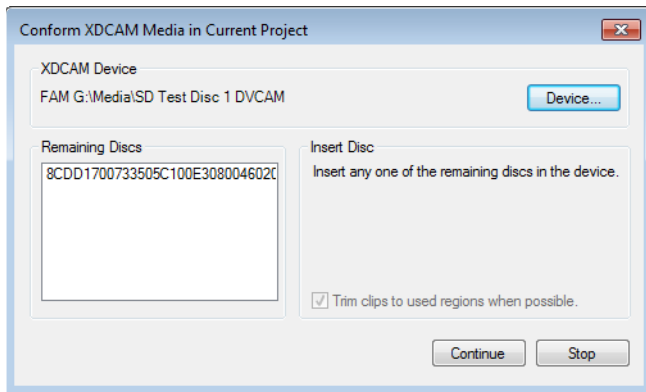 Conform XDCAM Media in Current Project
XDCAM Device
FAM G:\Media\SD Test Disc 1 DVCAM
Device...
Remaining Discs
8CDD1700733505C100E3080046020
Insert Disc
Insert any one of the remaining discs in the device.
Trim clips to used regions when possible.
Continue
Stop